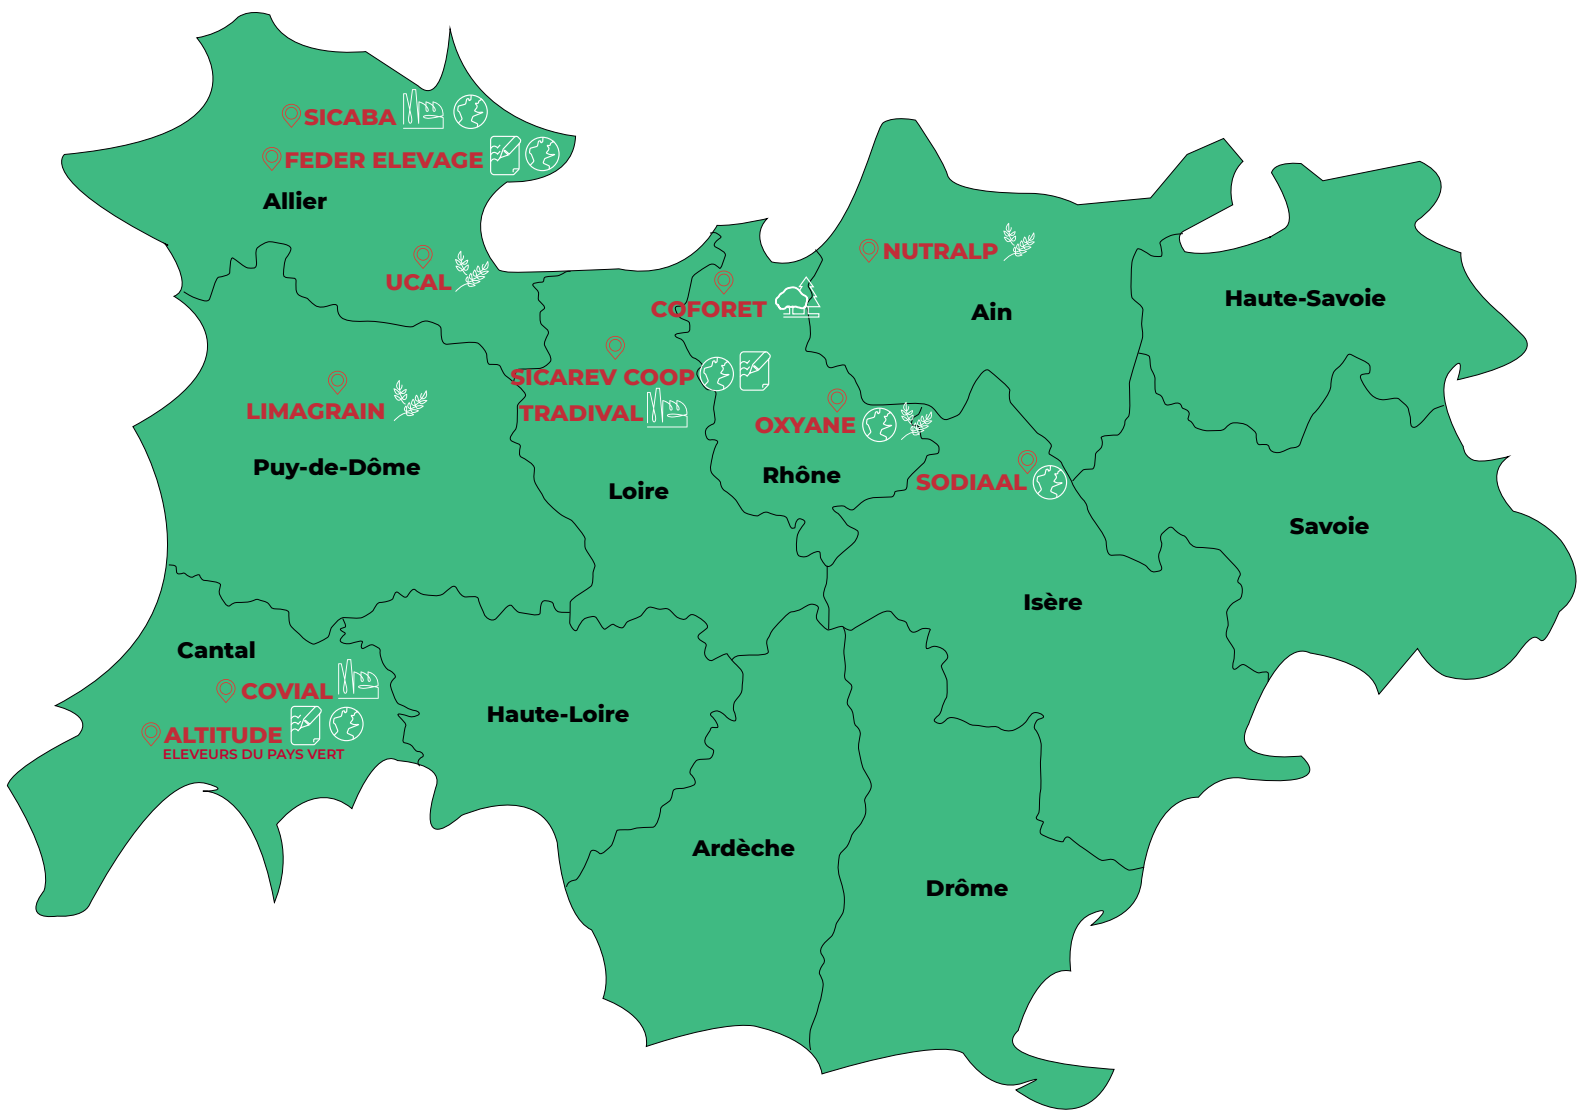 SICABA
FEDER ELEVAGE
Allier
UCAL
NUTRALP
COFORET
Haute-Savoie
Ain
SICAREV COOP
TRADIVAL
LIMAGRAIN
OXYANE
Puy-de-Dôme
Rhône
SODIAAL
Loire
Savoie
Isère
Cantal
COVIAL
Haute-Loire
ALTITUDE
ELEVEURS DU PAYS VERT
Ardèche
Drôme